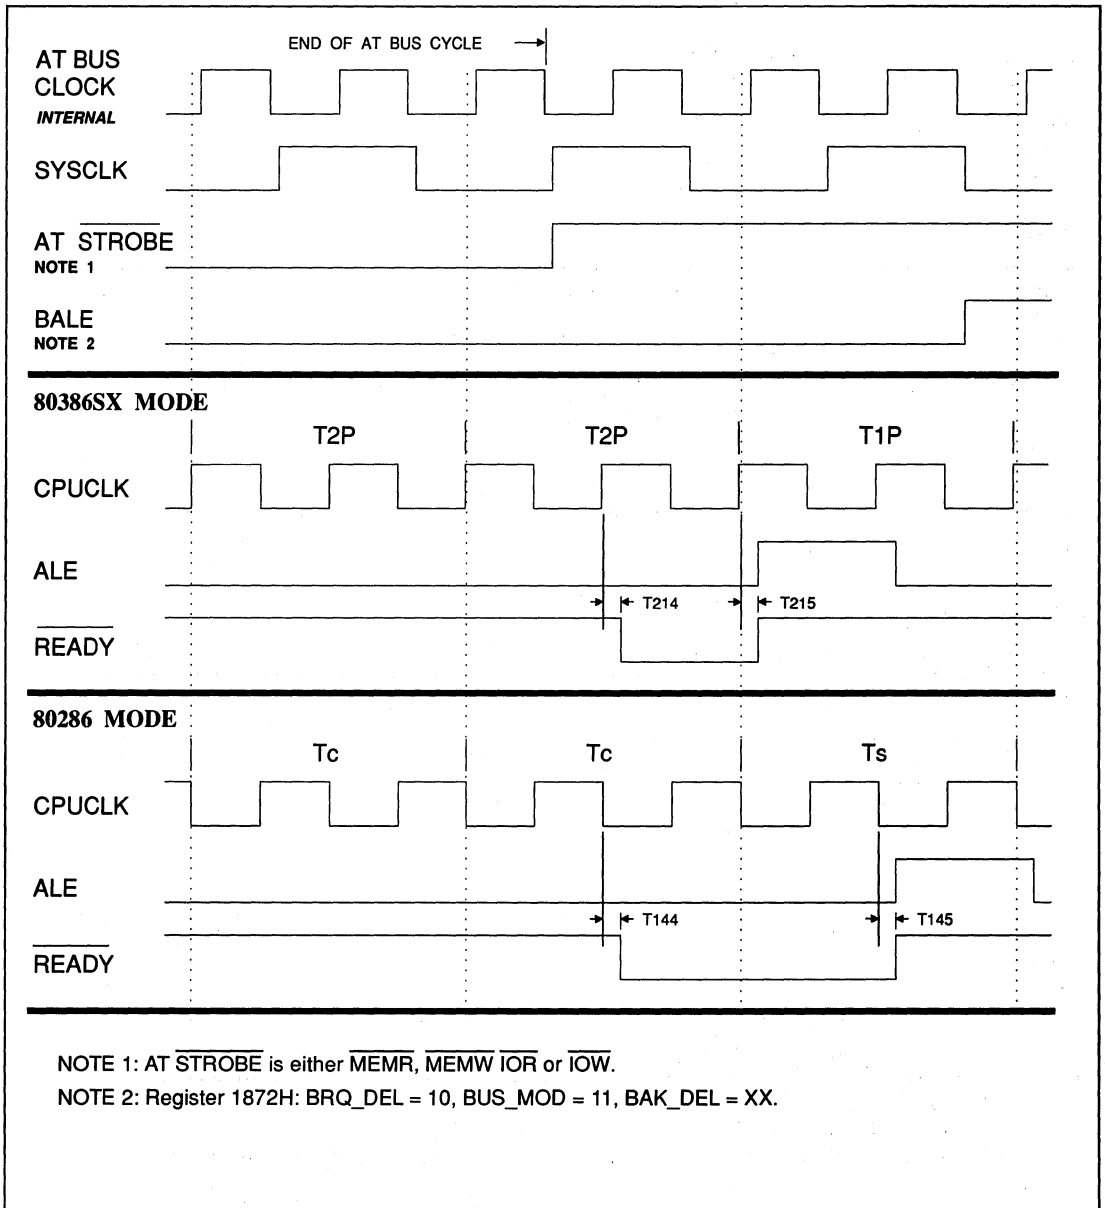 END OF AT BUS CYCLE
AT BUS
CLOCK
INTERNAL
SYSCLK
AT STROBE
NOTE 1
BALE
NOTE 2
80386SX MODE
T2P T2P T1P
CPUCLK
ALE
T214 T215
READY
80286 MODE
Tc Tc Ts
CPUCLK
ALE
T144 T145
READY
NOTE 1: AT STROBE is either MEMR, MEMW IOR or IOW.
NOTE 2: Register 1872H: BRQ_DEL = 10, BUS_MOD = 11, BAK_DEL = XX.